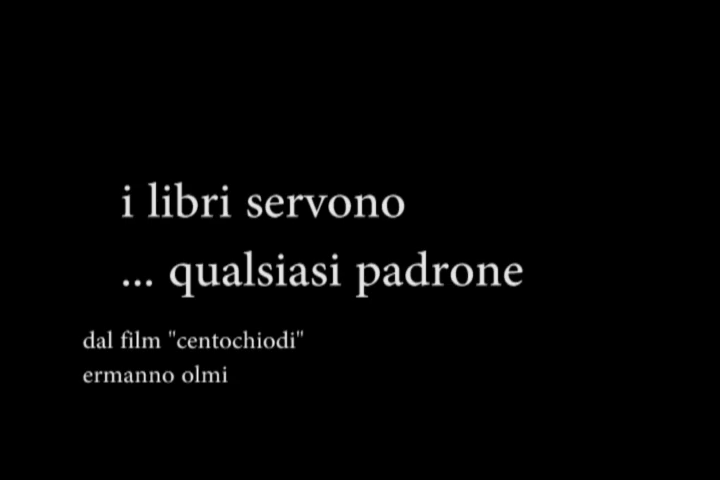 i libri servono
... qualsiasi padrone
dal film "centochiodi"
ermanno olmi